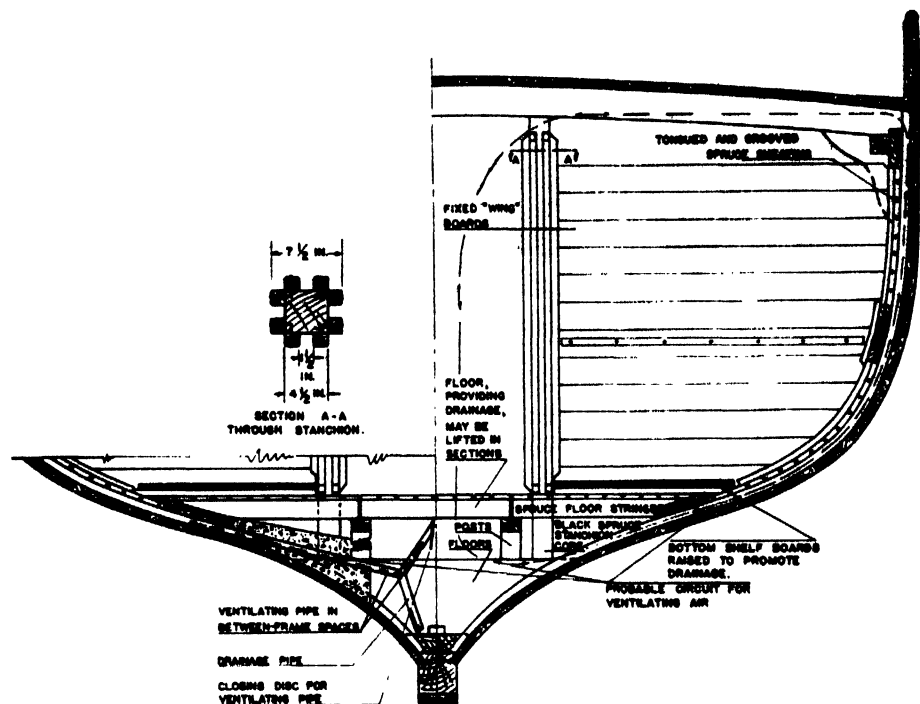 TONGUED AND GROOVED
SPRUCE SHEATHING
A A
FIXED "WING"
BOARDS
7 1/2 IN.
1 1/2
IN.
4 1/2 IN.
SECTION A-A
THROUGH STANCHION.
FLOOR,
PROVIDING
DRAINAGE,
MAY BE
LIFTED IN
SECTIONS
SPRUCE FLOOR STRINGER
POSTS
FLOORS
BLACK SPRUCE
STANCHION
CORE
BOTTOM SHELF BOARDS
RAISED TO PROMOTE
DRAINAGE.
PROBABLE CIRCUIT FOR
VENTILATING AIR
VENTILATING PIPE IN
BETWEEN-FRAME SPACES
DRAINAGE PIPE
CLOSING DISC FOR
VENTILATING PIPE